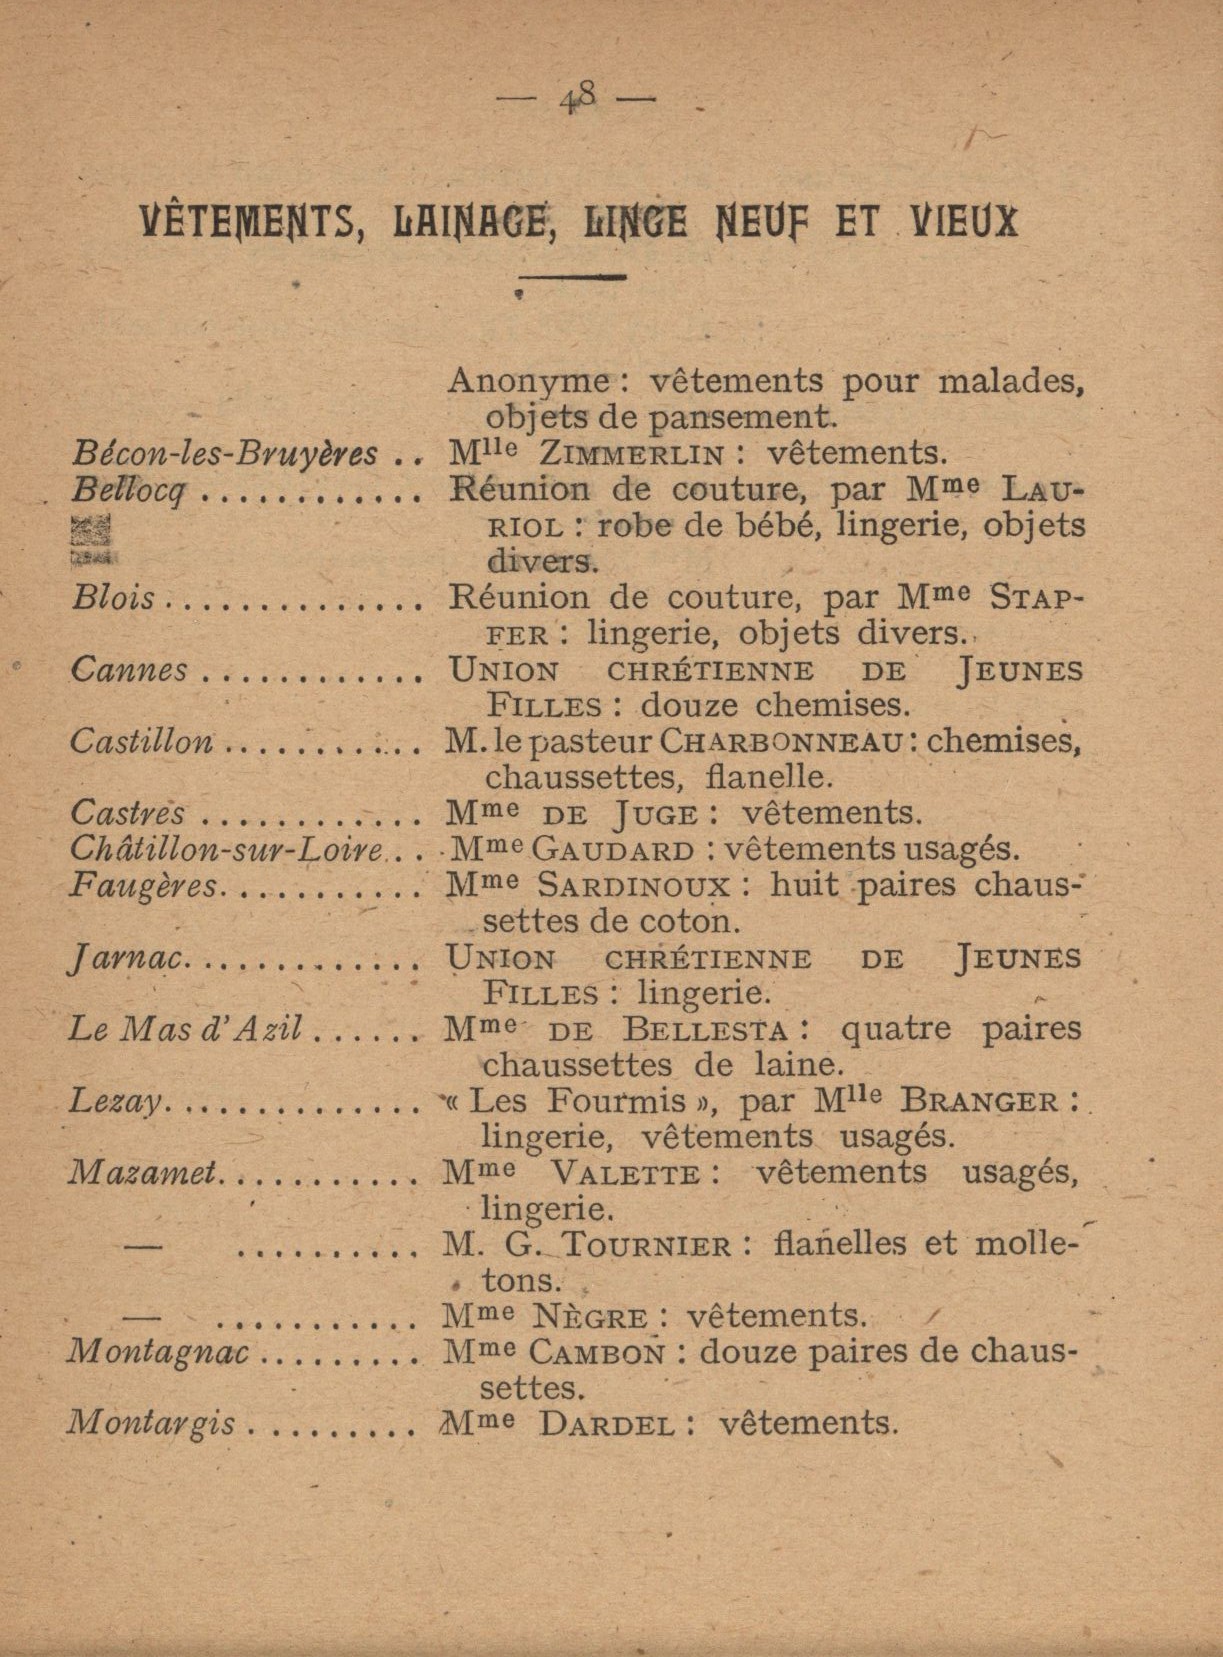 — 48 —
VÊTEMENTS, LAINAGE, LINGE NEUF ET VIEUX
Anonyme : vêtements pour malades,
objets de pansement.
Bécon-les-Bruyères .. Mlle ZIMMERLIN : vêtements.
Bellocq ............ Réunion de couture, par Mme LAU-
RIOL : robe de bébé, lingerie, objets
divers.
Blois .............. Réunion de couture, par Mme STAP-
FER : lingerie, objets divers.
Cannes ............ UNION CHRÉTIENNE DE JEUNES
FILLES : douze chemises.
Castillon ........... M. le pasteur CHARBONNEAU : chemises,
chaussettes, flanelle.
Castres ............ Mme DE JUGE : vêtements.
Châtillon-sur-Loire... Mme GAUDARD : vêtements usagés.
Faugères............ Mme SARDINOUX : huit paires chaus-
settes de coton.
Jarnac.............. UNION CHRÉTIENNE DE JEUNES
FILLES : lingerie.
Le Mas d'Azil ...... Mme DE BELLESTA : quatre paires
chaussettes de laine.
Lezay............... « Les Fourmis », par Mlle BRANGER :
lingerie, vêtements usagés.
Mazamet............ Mme VALETTE : vêtements usagés,
lingerie.
— .......... M. G. TOURNIER : flanelles et molle-
tons.
— ........... Mme NÈGRE : vêtements.
Montagnac ......... Mme CAMBON : douze paires de chaus-
settes.
Montargis ......... Mme DARDEL : vêtements.